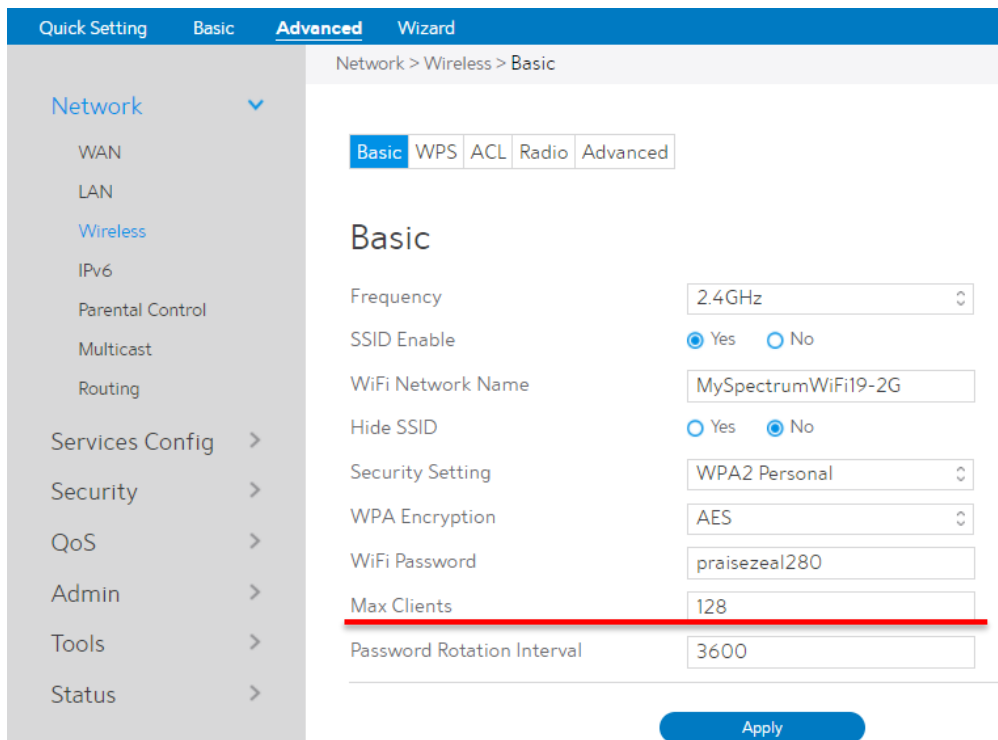 Quick Setting Basic Advanced Wizard
Network > Wireless > Basic
Network
WAN
LAN
Wireless
IPv6
Parental Control
Multicast
Routing
Services Config
Security
QoS
Admin
Tools
Status
Basic WPS ACL Radio Advanced
Basic
Frequency 2.4GHz
SSID Enable Yes No
WiFi Network Name MySpectrumWiFi19-2G
Hide SSID Yes No
Security Setting WPA2 Personal
WPA Encryption AES
WiFi Password praisezeal280
Max Clients 128
Password Rotation Interval 3600
Apply